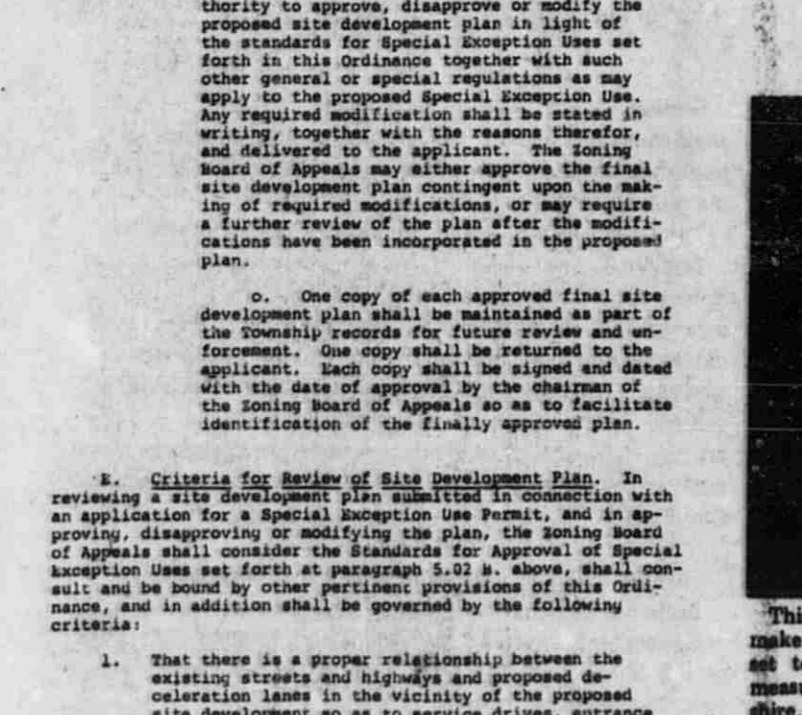 thority to approve, disapprove or modify the
proposed site development plan in light of
the standards for Special Exception Uses set
forth in this Ordinance together with such
other general or special regulations as may
apply to the proposed Special Exception Use.
Any required modification shall be stated in
writing, together with the reasons therefor,
and delivered to the applicant. The Zoning
Board of Appeals may either approve the final
site development plan contingent upon the mak-
ing of required modifications, or may require
a further review of the plan after the modifi-
cations have been incorporated in the proposed
plan.
o. One copy of each approved final site
development plan shall be maintained as part of
the Township records for future review and un-
forcement. One copy shall be returned to the
applicant. Each copy shall be signed and dated
with the date of approval by the chairman of
the Zoning Board of Appeals so as to facilitate
identification of the finally approved plan.
E. Criteria for Review of Site Development Plan. In
reviewing a site development plan submitted in connection with
an application for a Special Exception Use Permit, and in ap-
proving, disapproving or modifying the plan, the Zoning Board
of Appeals shall consider the Standards for Approval of Special
Exception Uses set forth at paragraph 5.02 B. above, shall con-
sult and be bound by other pertinent provisions of this Ordi-
nance, and in addition shall be governed by the following
criteria:
1. That there is a proper relationship between the
existing streets and highways and proposed de-
celeration lanes in the vicinity of the proposed
site development so as to service drives, entrance
Thi
make
set to
measu
shire